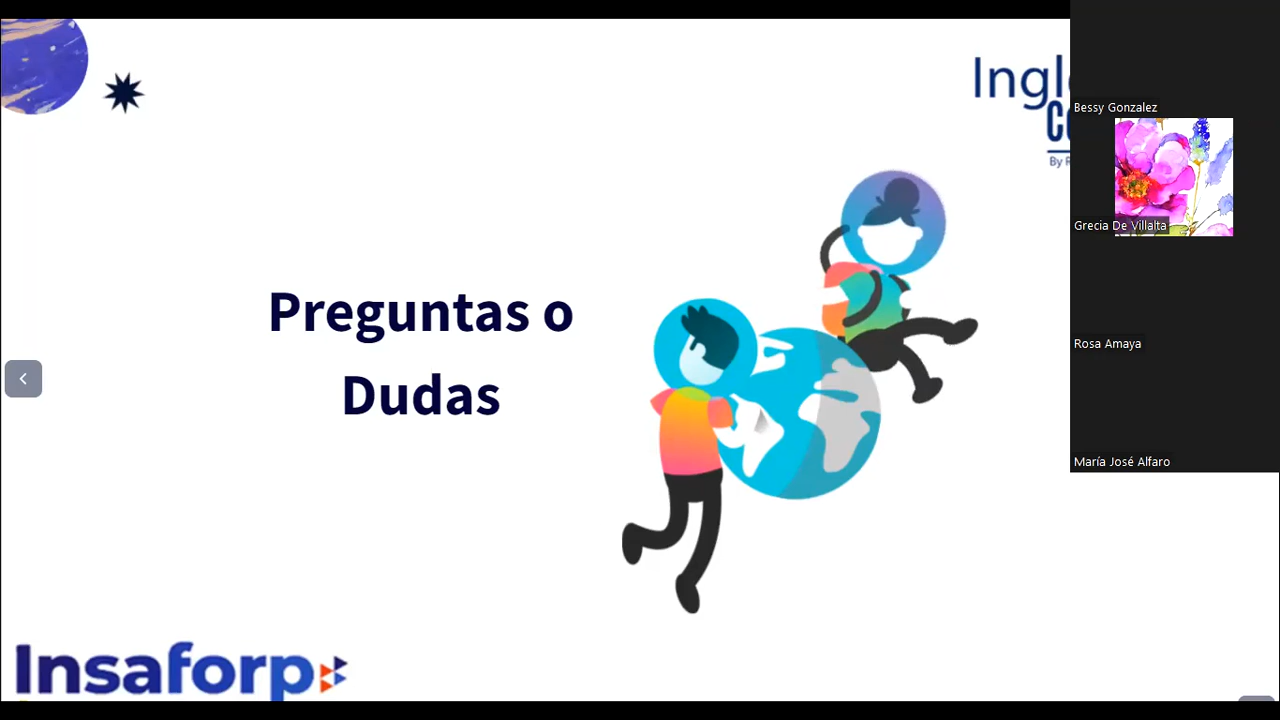 Preguntas o
Dudas
Insaforp
Bessy Gonzalez
Grecia De Villalta
Rosa Amaya
María José Alfaro